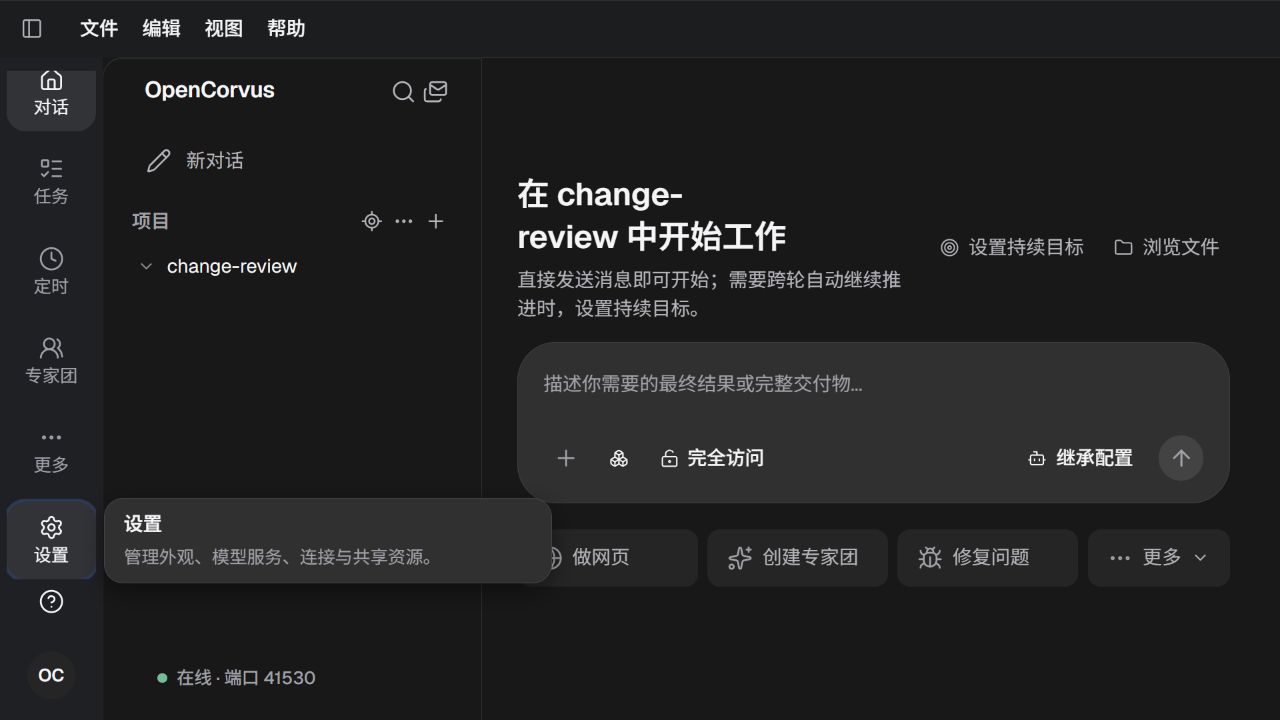 文件 编辑 视图 帮助
对话
任务
定时
专家团
更多
设置
OC
OpenCorvus
新对话
项目
change-review
设置
管理外观、模型服务、连接与共享资源。
在线 · 端口 41530
在 change-
review 中开始工作
直接发送消息即可开始；需要跨轮自动继续推
进时，设置持续目标。
设置持续目标 浏览文件
描述你需要的最终结果或完整交付物...
完全访问 继承配置
做网页 创建专家团 修复问题 更多